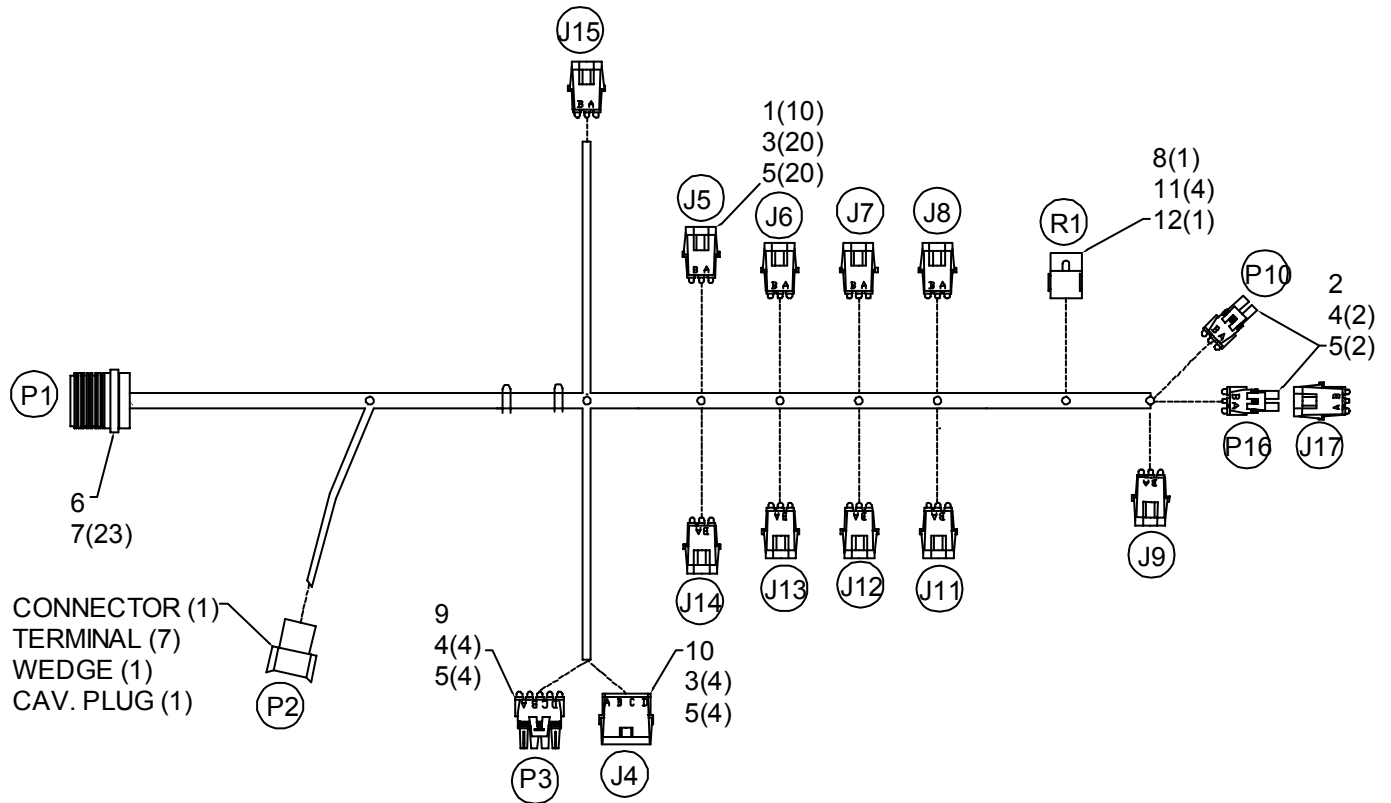 J15
1(10)
3(20)
5(20)
8(1)
11(4)
12(1)
J5
J6
J7
J8
R1
P10
2
4(2)
5(2)
B A
B A
B A
B A
B A
B A
P1
B A
B A
P16
J17
6
7(23)
J14
J13
J12
J11
J9
CONNECTOR (1)
TERMINAL (7)
WEDGE (1)
CAV. PLUG (1)
P2
9
4(4)
5(4)
10
3(4)
5(4)
A B C D
P3
J4